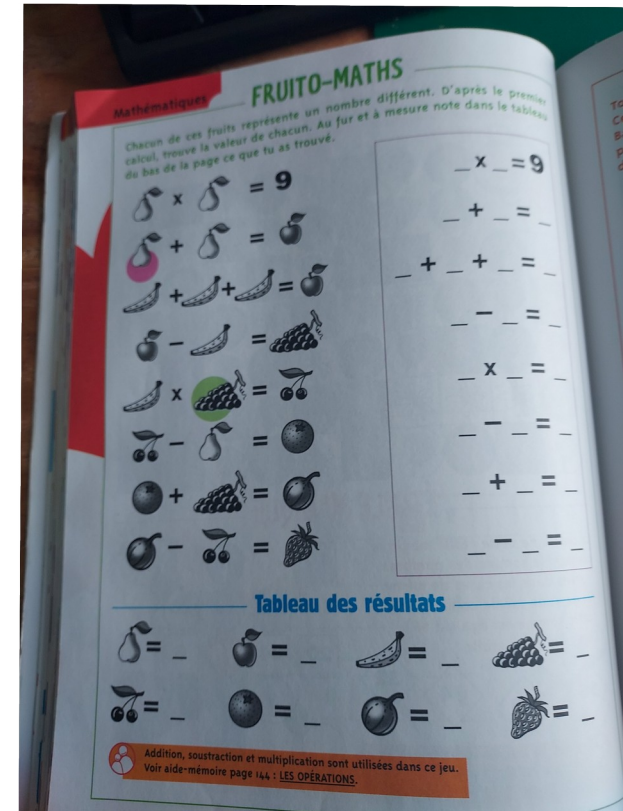 Mathématiques
FRUITO-MATHS
Chacun de ces fruits représente un nombre différent. D'après le premier
calcul, trouve la valeur de chacun. Au fur et à mesure note dans le tableau
du bas de la page ce que tu as trouvé.
x = 9
_ x _ = 9
+ =
_ + _ = _
+ + =
_ + _ + _ = _
- =
_ - _ = _
x =
_ x _ = _
- =
_ - _ = _
+ =
_ + _ = _
- =
_ - _ = _
Tableau des résultats
= _ = _ = _ = _
= _ = _ = _ = _
Addition, soustraction et multiplication sont utilisées dans ce jeu.
Voir aide-mémoire page 144 : LES OPÉRATIONS.